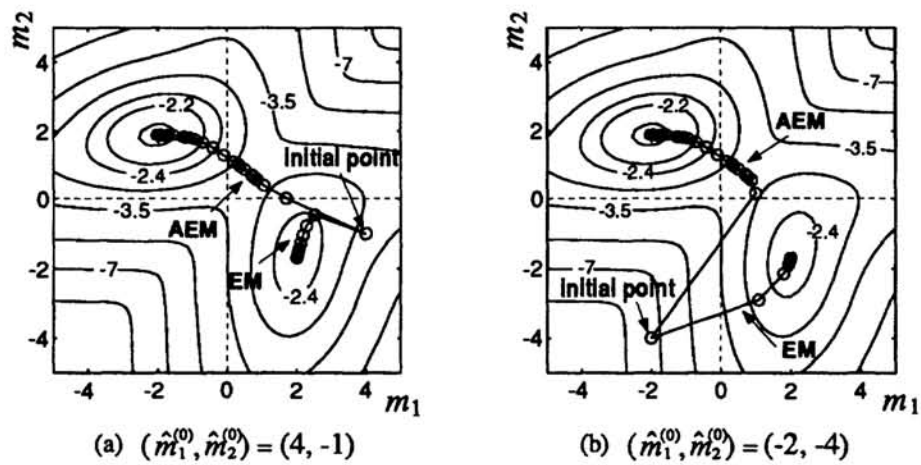 m2
4
2
0
-2
-4
-7
-2.2
-3.5
Initial point
-2.4
-3.5
AEM
EM
-7
-2.4
-4 -2 0 2 4
m1
(a) (m̂1^(0), m̂2^(0)) = (4, -1)
m2
4
2
0
-2
-4
-7
-2.2
-3.5
AEM
-3.5
-2.4
-3.5
-2.4
-7
Initial point
EM
-4 -2 0 2 4
m1
(b) (m̂1^(0), m̂2^(0)) = (-2, -4)